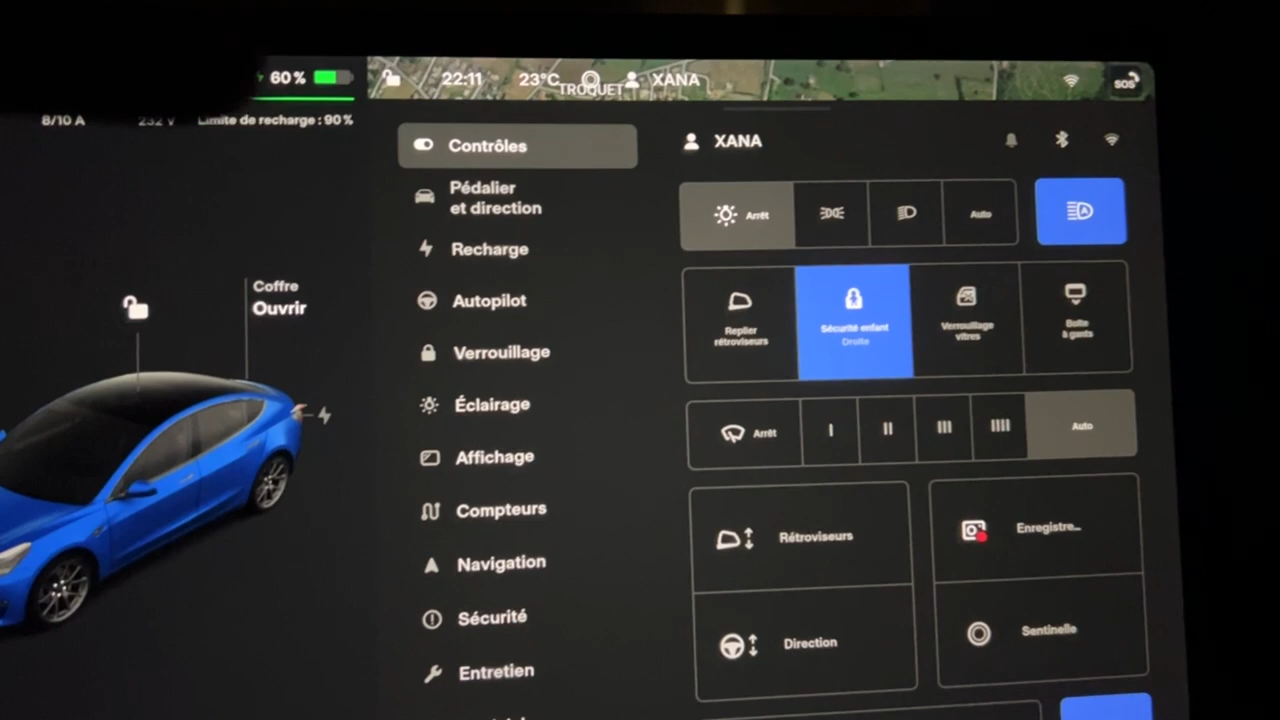 60 %
22:11
23°C
XANA
SOS
TROQUET
8/10 A
232 V
Limite de recharge : 90 %
Coffre
Ouvrir
Contrôles
Pédalier
et direction
Recharge
Autopilot
Verrouillage
Éclairage
Affichage
Compteurs
Navigation
Sécurité
Entretien
XANA
Arrêt
Auto
A
Replier
rétroviseurs
Sécurité enfant
Droite
Verrouillage
vitres
Boîte
à gants
Arrêt
I
II
III
IIII
Auto
Rétroviseurs
Enregistre...
Direction
Sentinelle